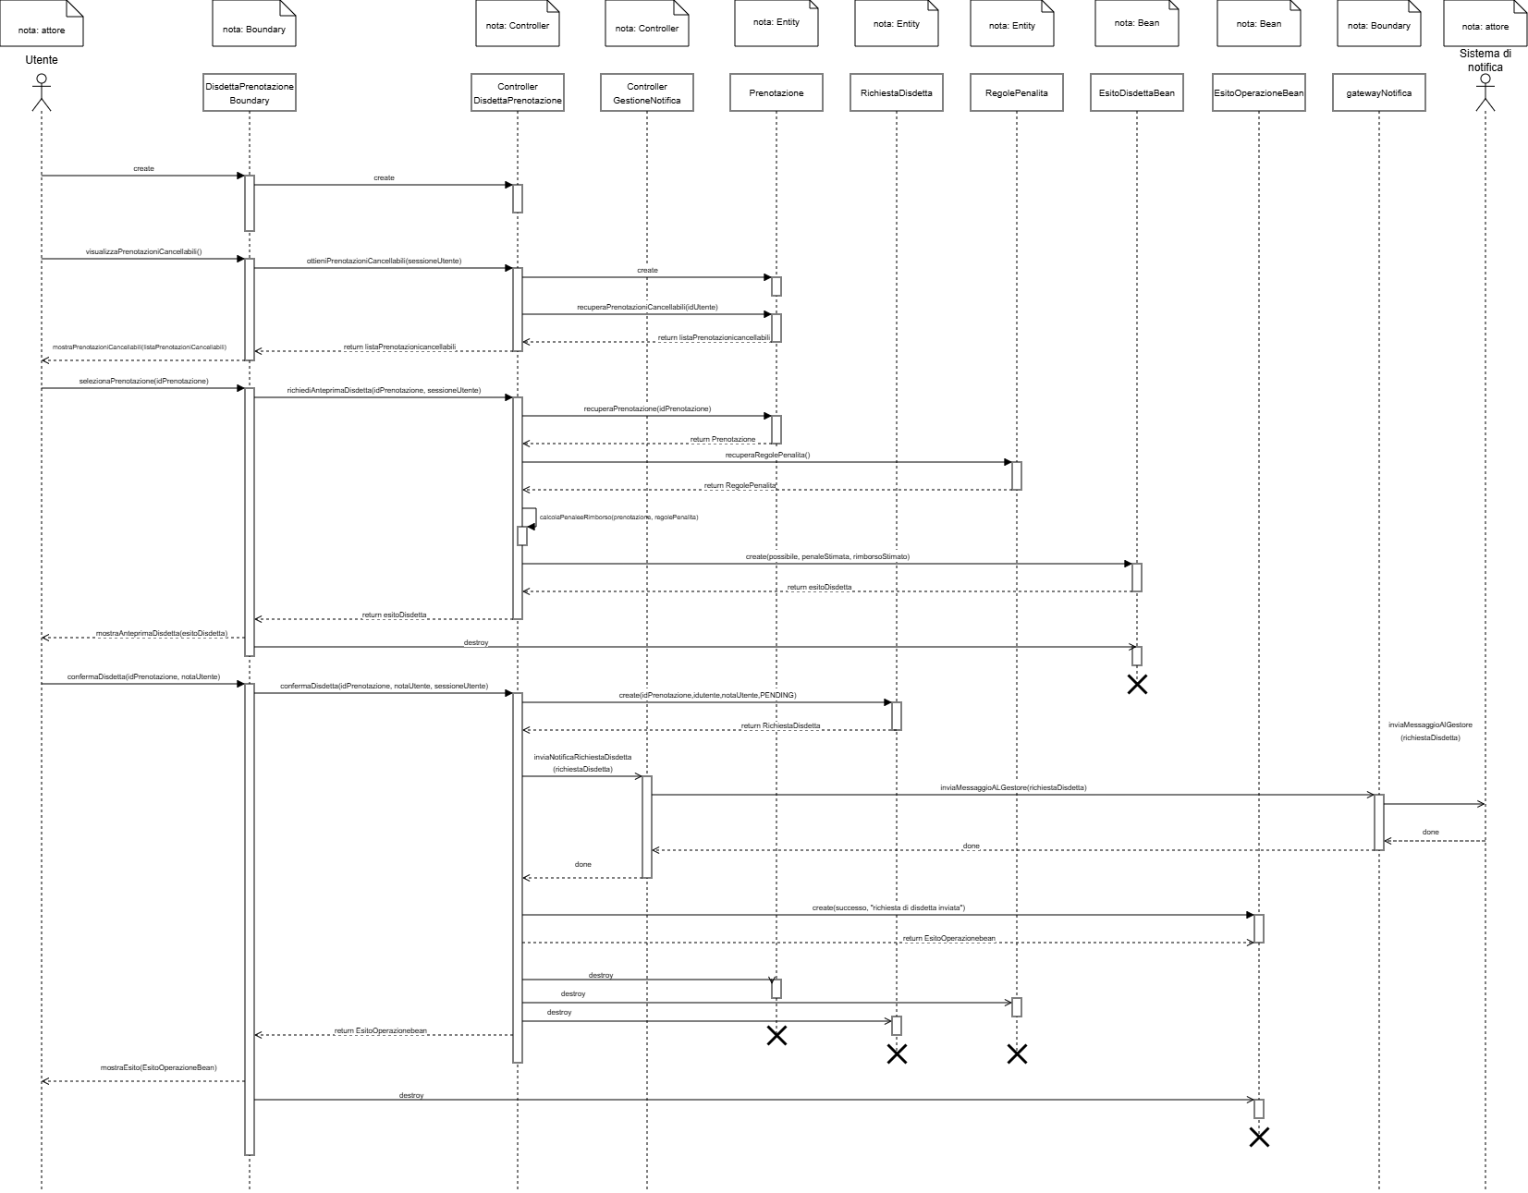 nota: attore
nota: Boundary
nota: Controller
nota: Controller
nota: Entity
nota: Entity
nota: Entity
nota: Bean
nota: Bean
nota: Boundary
nota: attore
Utente
Sistema di
notifica
DisdettaPrenotazione
Boundary
Controller
DisdettaPrenotazione
Controller
GestioneNotifica
Prenotazione
RichiestaDisdetta
RegolePenalita
EsitoDisdettaBean
EsitoOperazioneBean
gatewayNotifica
create
create
visualizzaPrenotazioniCancellabili()
ottieniPrenotazioniCancellabili(sessioneUtente)
create
recuperaPrenotazioniCancellabili(idUtente)
return listaPrenotazionicancellabili
return listaPrenotazionicancellabili
mostraPrenotazioniCancellabili(listaPrenotazioniCancellabili)
selezionaPrenotazione(idPrenotazione)
richiediAnteprimaDisdetta(idPrenotazione, sessioneUtente)
recuperaPrenotazione(idPrenotazione)
return Prenotazione
recuperaRegolePenalita()
return RegolePenalita
calcolaPenaleeRimborso(prenotazione, regolePenalita)
create(possibile, penaleStimata, rimborsoStimato)
return esitoDisdetta
return esitoDisdetta
mostraAnteprimaDisdetta(esitoDisdetta)
destroy
confermaDisdetta(idPrenotazione, notaUtente)
confermaDisdetta(idPrenotazione, notaUtente, sessioneUtente)
create(idPrenotazione,idutente,notaUtente,PENDING)
return RichiestaDisdetta
inviaMessaggioAlGestore
(richiestaDisdetta)
inviaNotificaRichiestaDisdetta
(richiestaDisdetta)
inviaMessaggioALGestore(richiestaDisdetta)
done
done
done
create(successo, "richiesta di disdetta inviata")
return EsitoOperazionebean
destroy
destroy
destroy
return EsitoOperazionebean
mostraEsito(EsitoOperazioneBean)
destroy